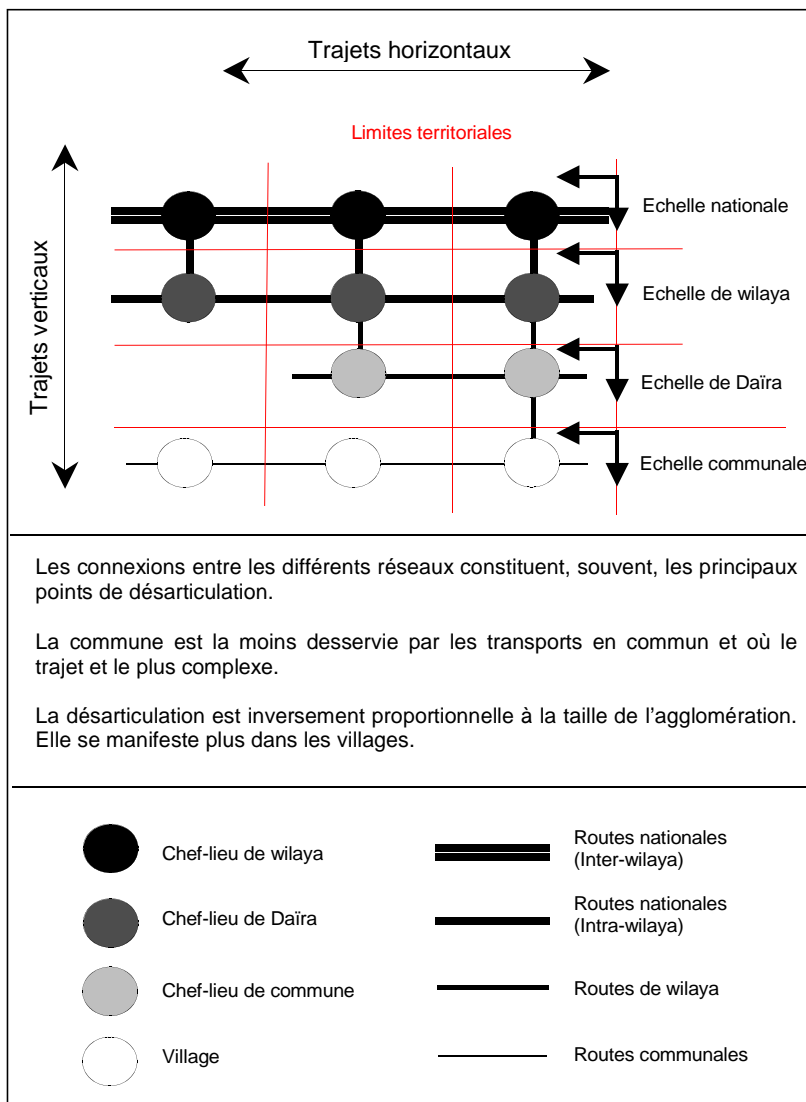 Trajets horizontaux
Limites territoriales
Trajets verticaux
Echelle nationale
Echelle de wilaya
Echelle de Daïra
Echelle communale
Les connexions entre les différents réseaux constituent, souvent, les principaux
points de désarticulation.
La commune est la moins desservie par les transports en commun et où le
trajet et le plus complexe.
La désarticulation est inversement proportionnelle à la taille de l'agglomération.
Elle se manifeste plus dans les villages.
Chef-lieu de wilaya
Routes nationales
(Inter-wilaya)
Chef-lieu de Daïra
Routes nationales
(Intra-wilaya)
Chef-lieu de commune
Routes de wilaya
Village
Routes communales